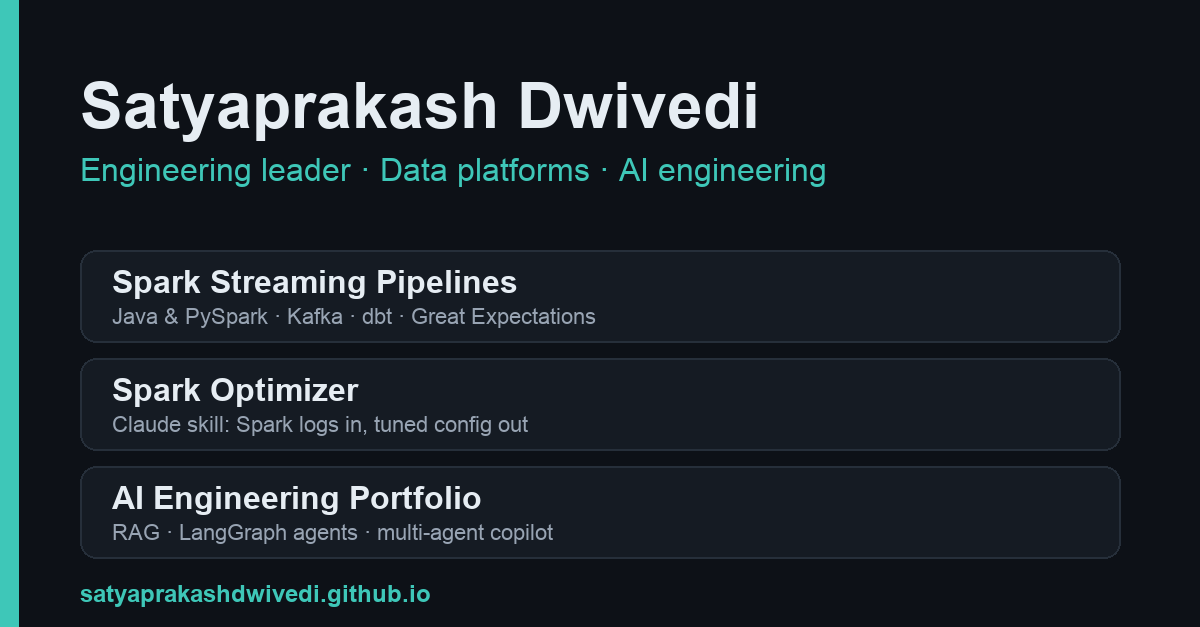 Satyaprakash Dwivedi
Engineering leader · Data platforms · AI engineering
Spark Streaming Pipelines
Java & PySpark · Kafka · dbt · Great Expectations
Spark Optimizer
Claude skill: Spark logs in, tuned config out
AI Engineering Portfolio
RAG · LangGraph agents · multi-agent copilot
satyaprakashdwivedi.github.io